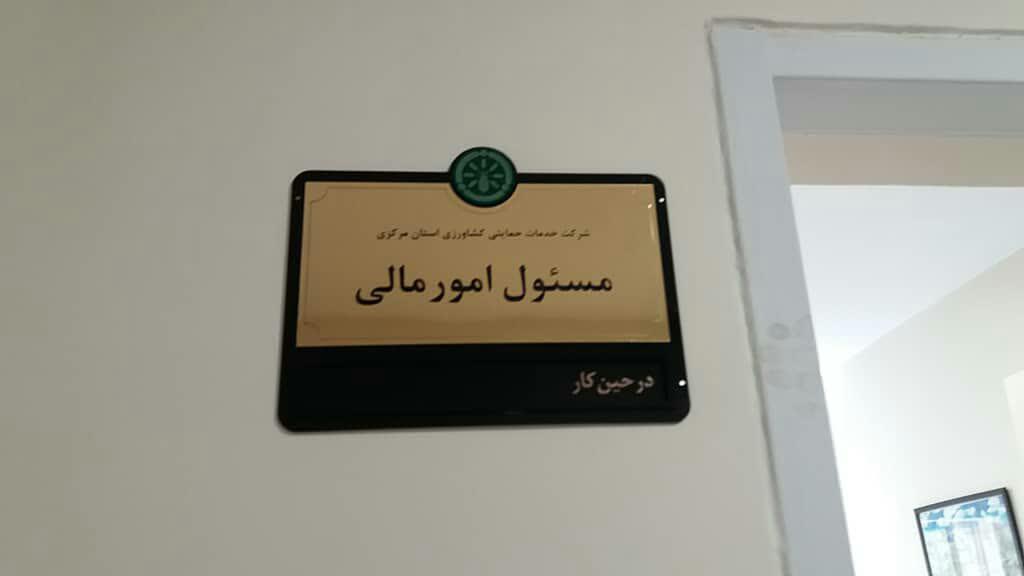 شرکت خدمات حمایتی کشاورزی استان مرکزی
مسئول امور مالی
در حین کار